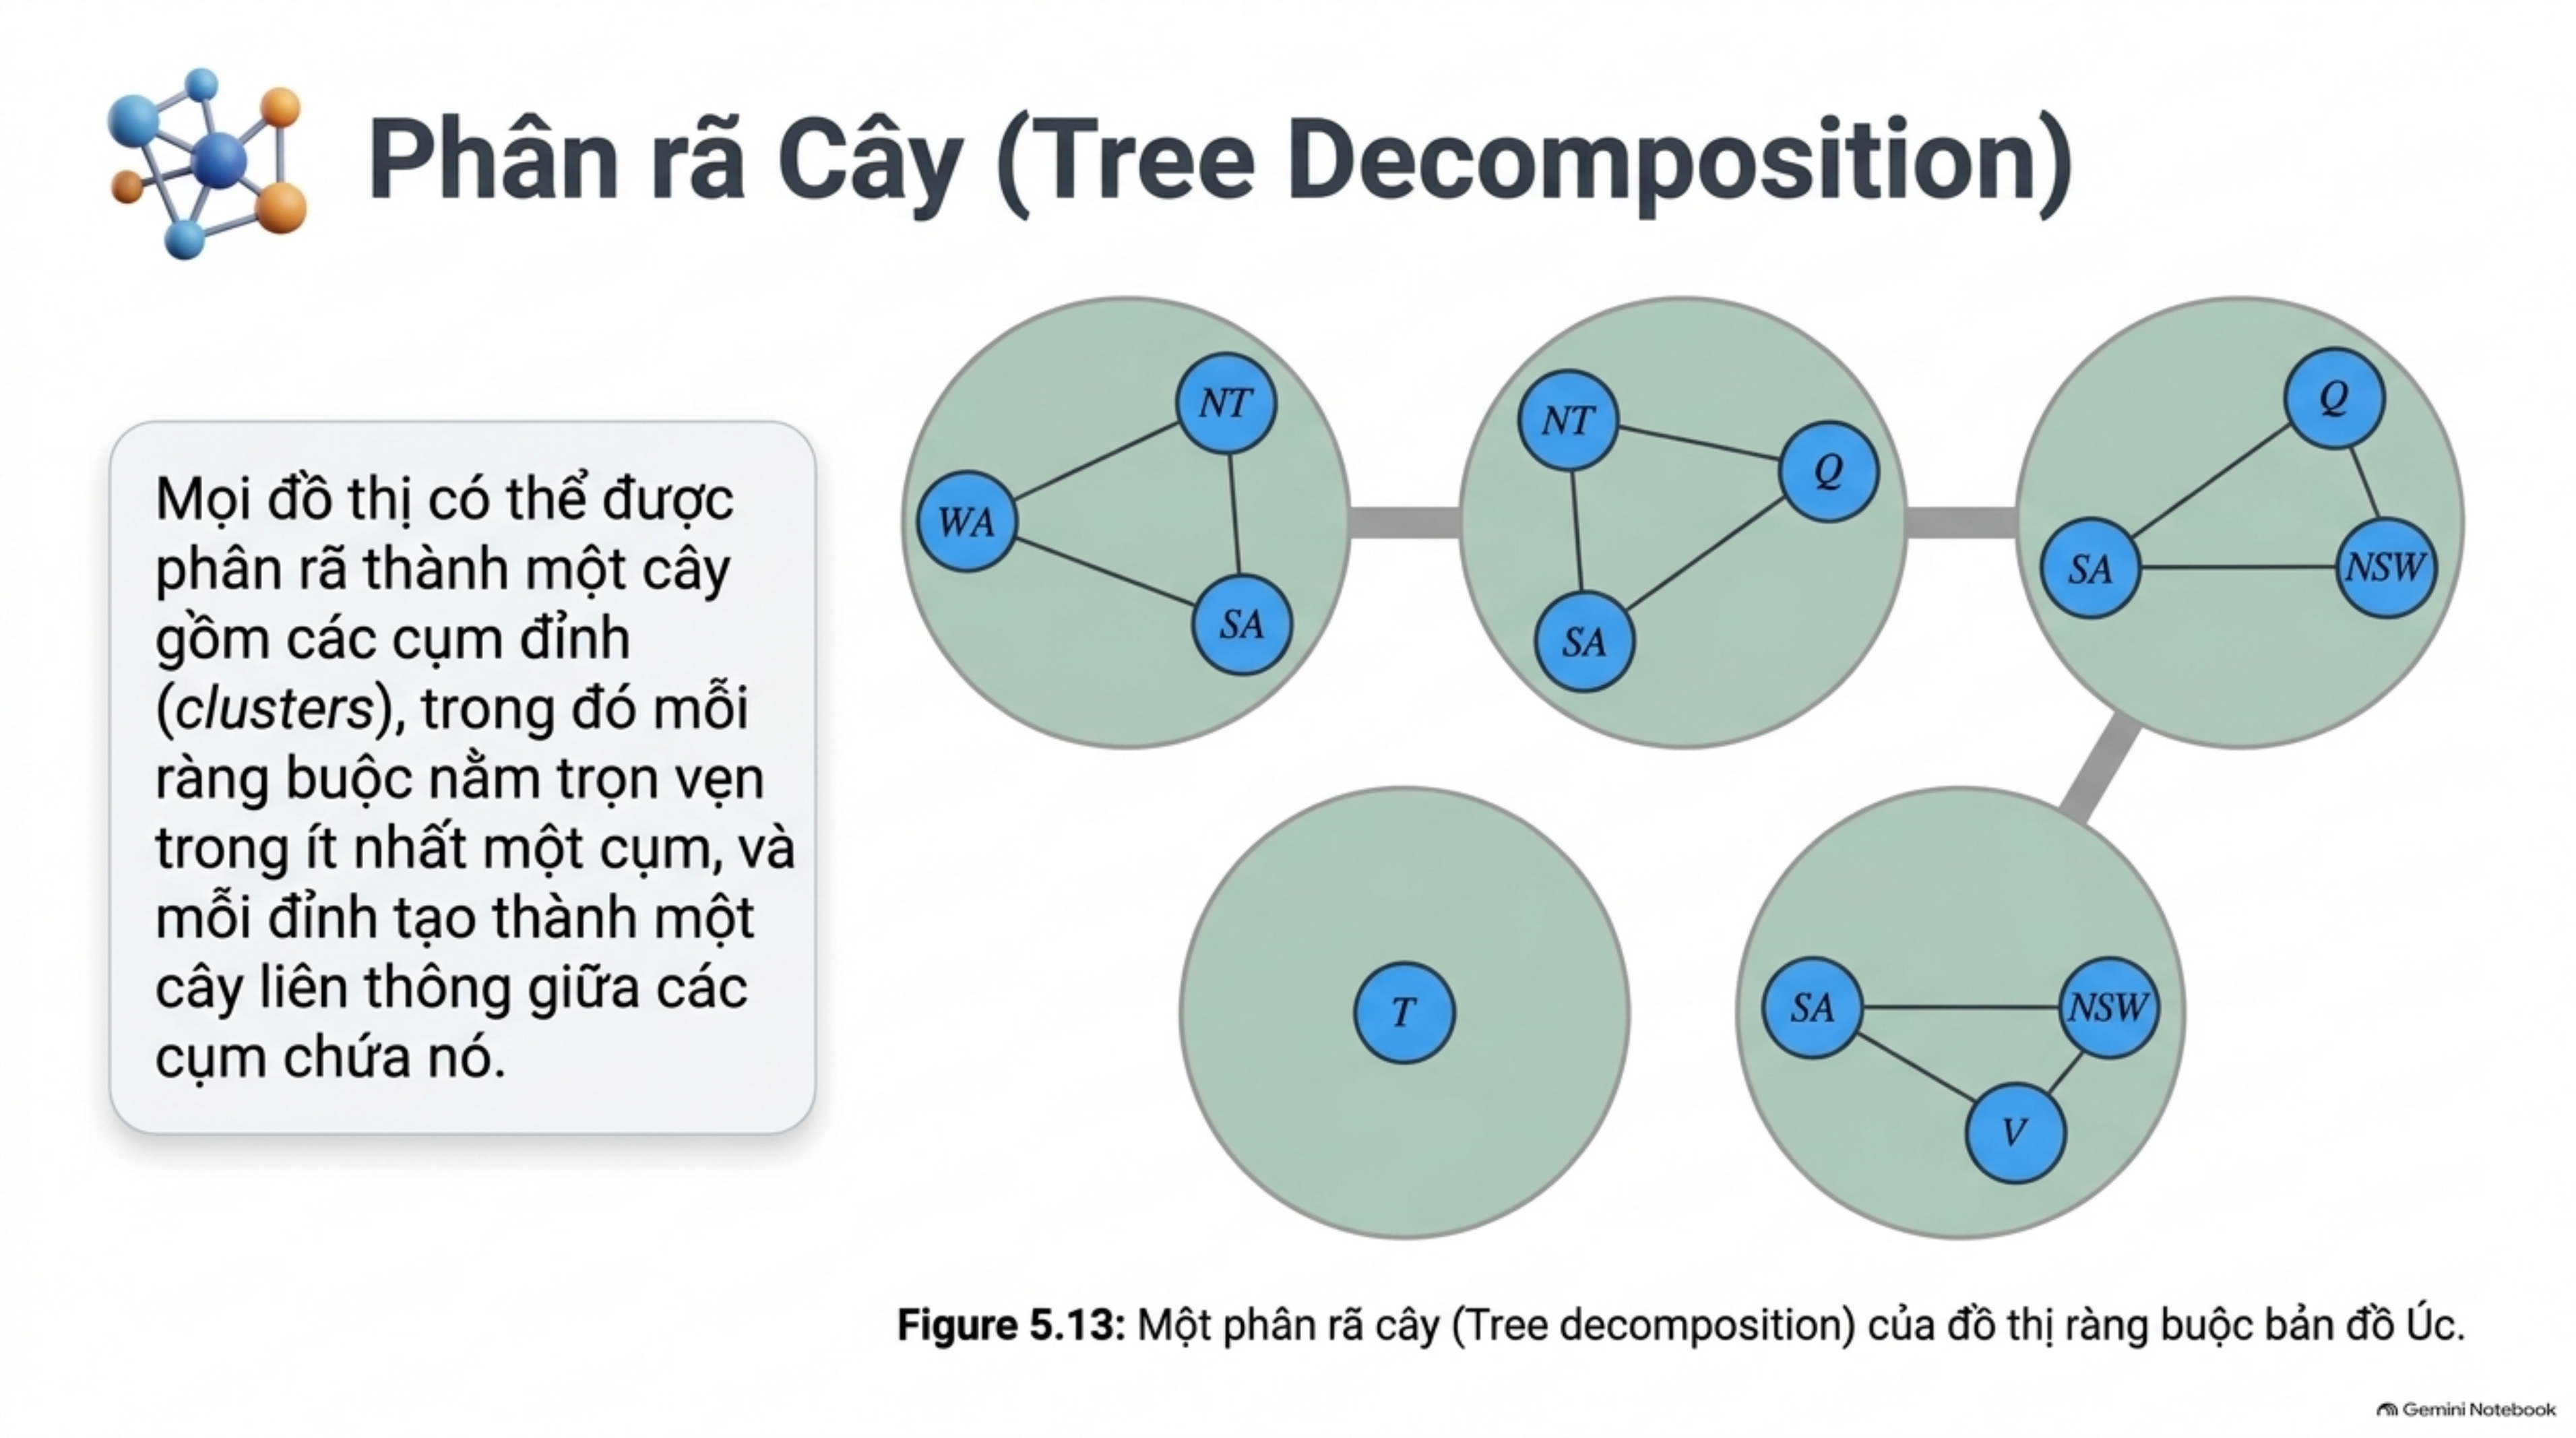 Phân rã Cây (Tree Decomposition)
Mọi đồ thị có thể được
phân rã thành một cây
gồm các cụm đỉnh
(clusters), trong đó mỗi
ràng buộc nằm trọn vẹn
trong ít nhất một cụm, và
mỗi đỉnh tạo thành một
cây liên thông giữa các
cụm chứa nó.
NT
WA
SA
NT
Q
SA
Q
SA
NSW
T
SA
NSW
V
Figure 5.13: Một phân rã cây (Tree decomposition) của đồ thị ràng buộc bản đồ Úc.
Gemini Notebook